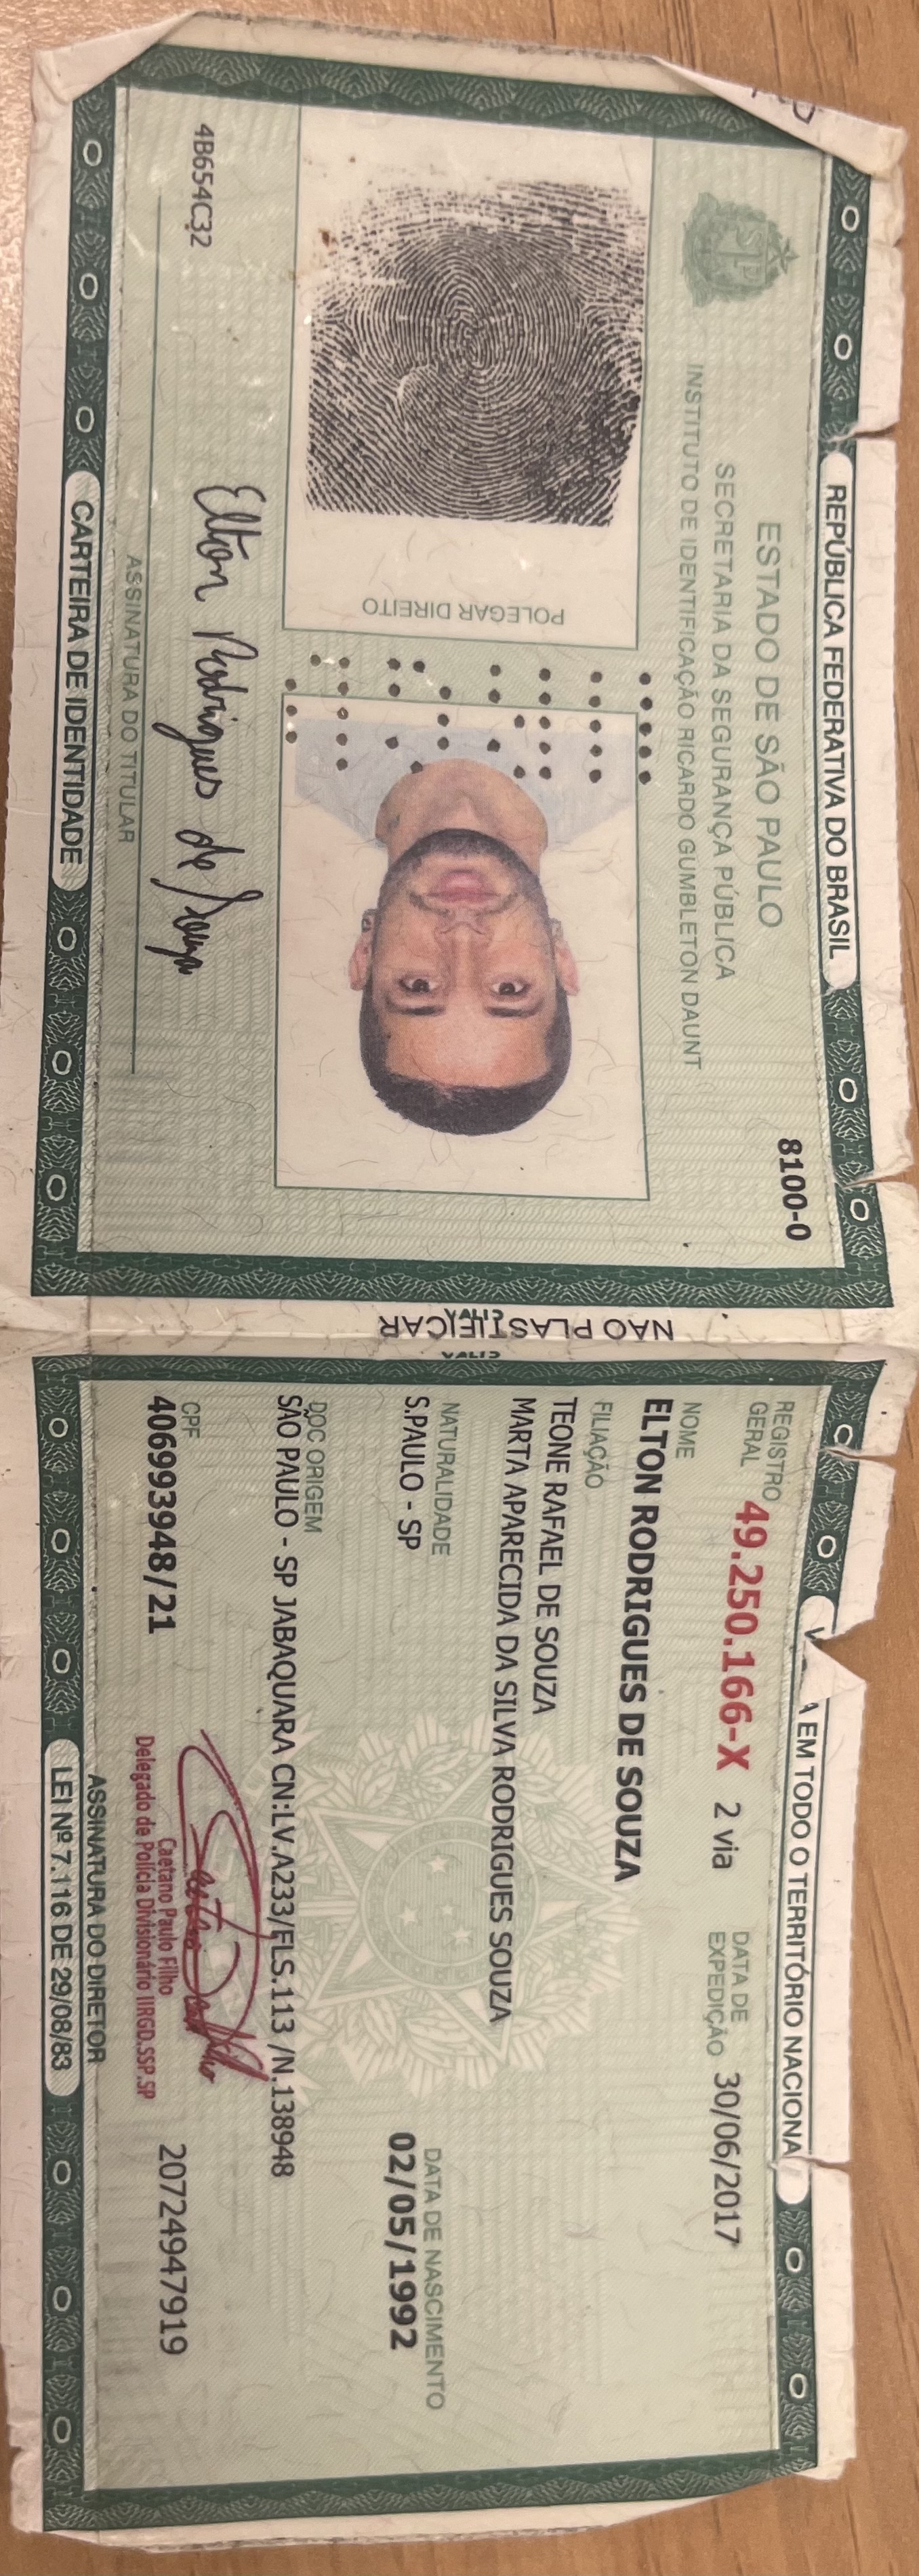 REPÚBLICA FEDERATIVA DO BRASIL
8100-0
ESTADO DE SÃO PAULO
SECRETARIA DA SEGURANÇA PÚBLICA
INSTITUTO DE IDENTIFICAÇÃO RICARDO GUMBLETON DAUNT
POLEGAR DIREITO
4B654C32
Elton Rodrigues de Souza
ASSINATURA DO TITULAR
CARTEIRA DE IDENTIDADE
NÃO PLASTIFICAR
EM TODO O TERRITÓRIO NACIONA
REGISTRO GERAL 49.250.166-X 2 via DATA DE EXPEDIÇÃO 30/06/2017
NOME
ELTON RODRIGUES DE SOUZA
FILIAÇÃO
TEONE RAFAEL DE SOUZA
MARTA APARECIDA DA SILVA RODRIGUES SOUZA
NATURALIDADE DATA DE NASCIMENTO
S.PAULO - SP 02/05/1992
DOC ORIGEM
SÃO PAULO - SP JABAQUARA CN:LV.A233/FLS.113 /N.138948
CPF
406993948/21 20724947919
Caetano Paulo Filho
Delegado de Polícia Divisionário IIRGD.SSP.SP
ASSINATURA DO DIRETOR
LEI Nº 7.116 DE 29/08/83